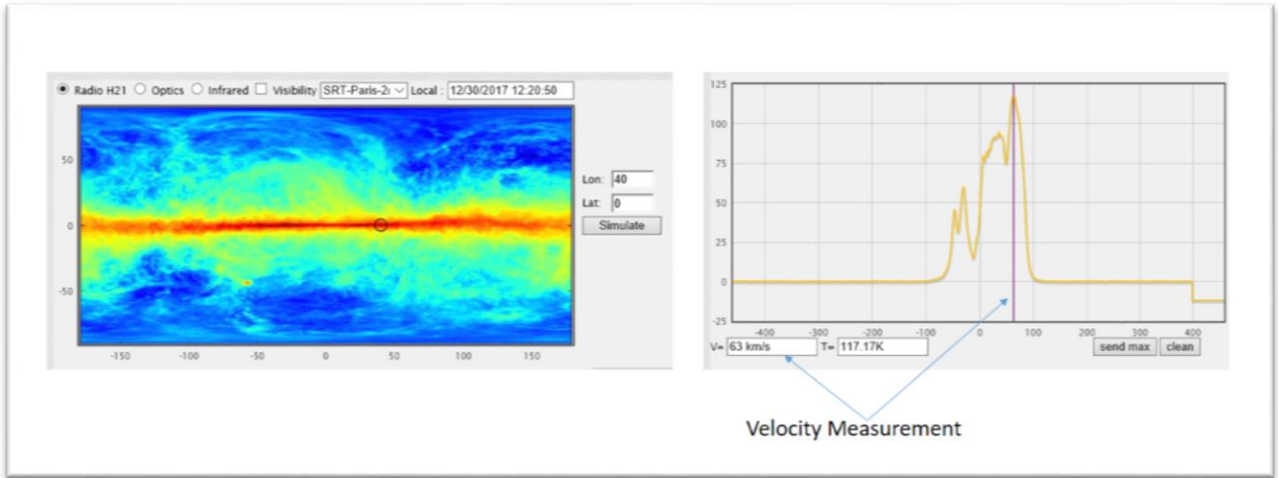 Radio H21 Optics Infrared Visibility SRT-Paris-2( Local : 12/30/2017 12:20:50
50
0
-50
-150 -100 -50 0 50 100 150
Lon: 40
Lat: 0
Simulate
125
100
75
50
25
0
-25
-400 -300 -200 -100 0 100 200 300 400
V= 63 km/s T= 117.17K send max clean
Velocity Measurement